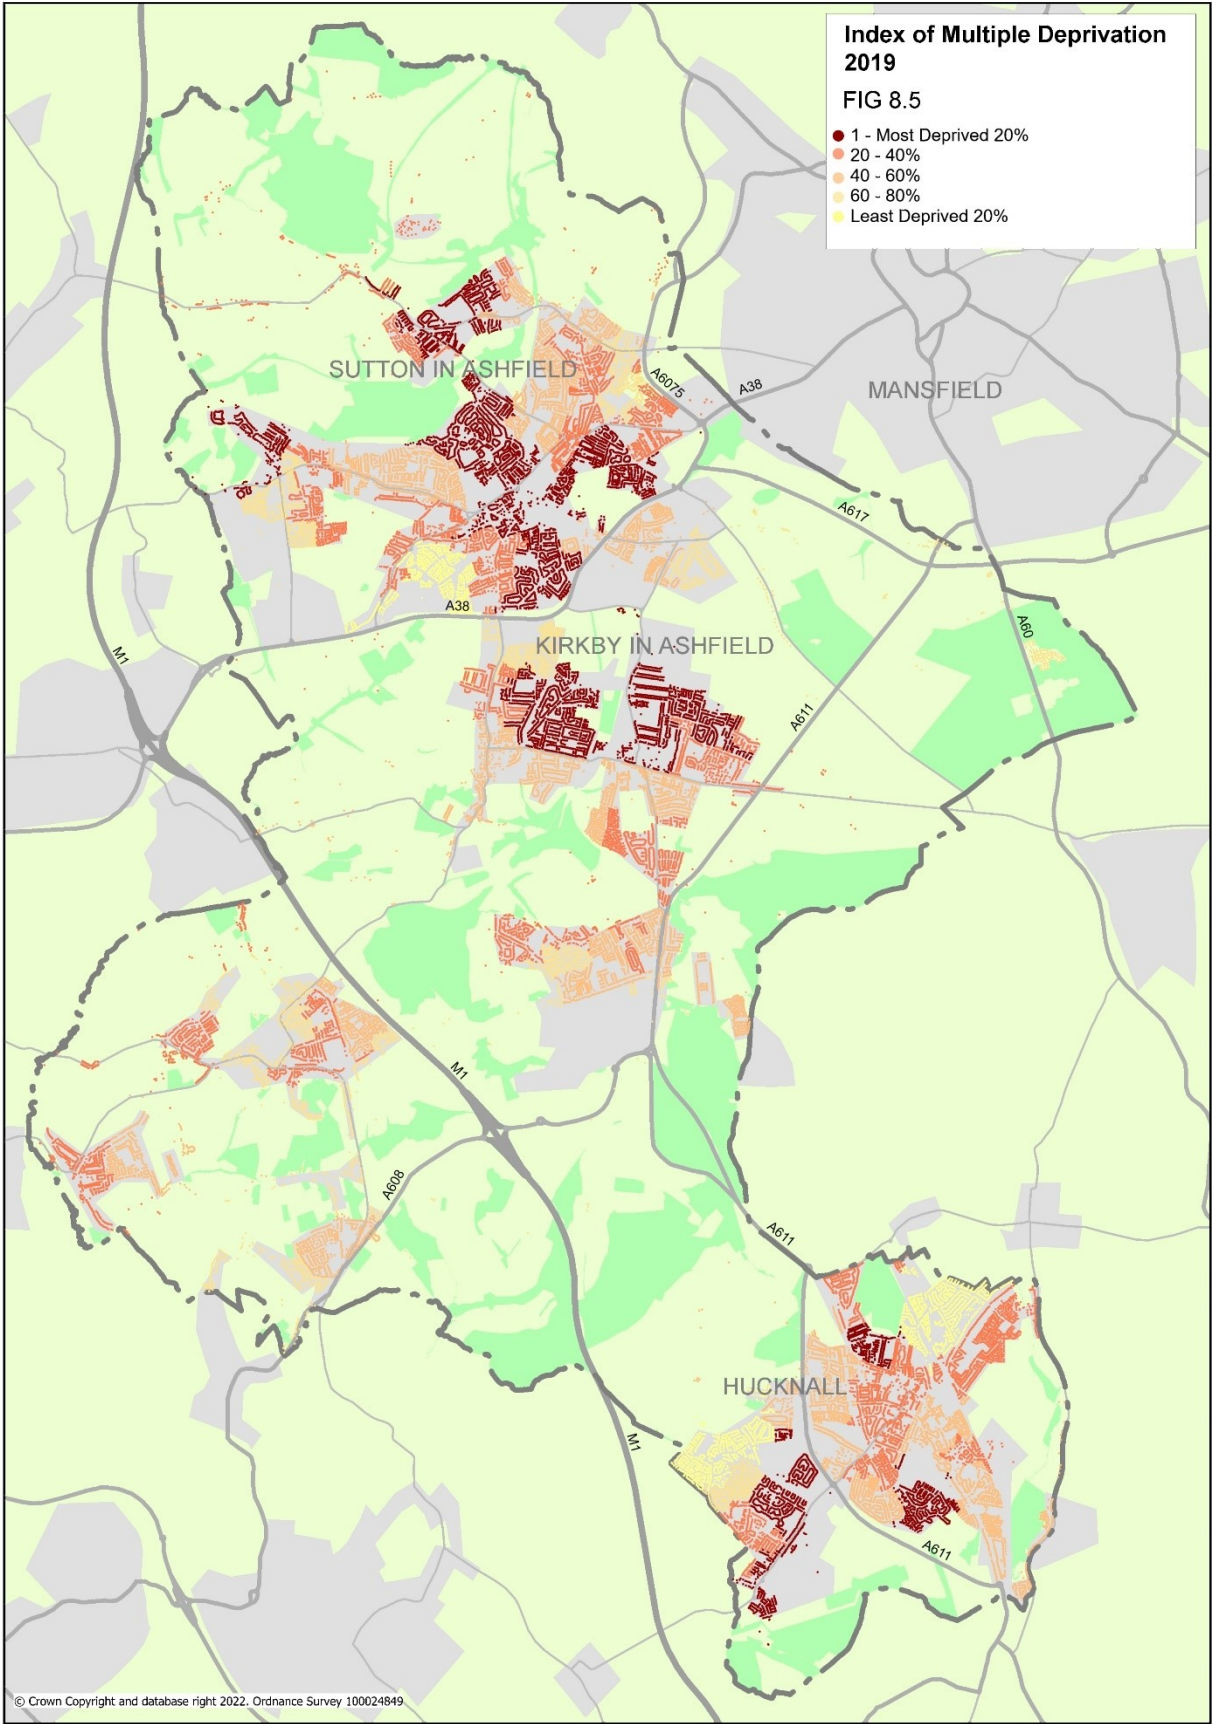 Index of Multiple Deprivation
2019
FIG 8.5
1 - Most Deprived 20%
20 - 40%
40 - 60%
60 - 80%
Least Deprived 20%
SUTTON IN ASHFIELD
A6075
A38
MANSFIELD
A617
A38
A60
KIRKBY IN ASHFIELD
M1
A611
M1
A608
A611
HUCKNALL
M1
A611
© Crown Copyright and database right 2022. Ordnance Survey 100024849